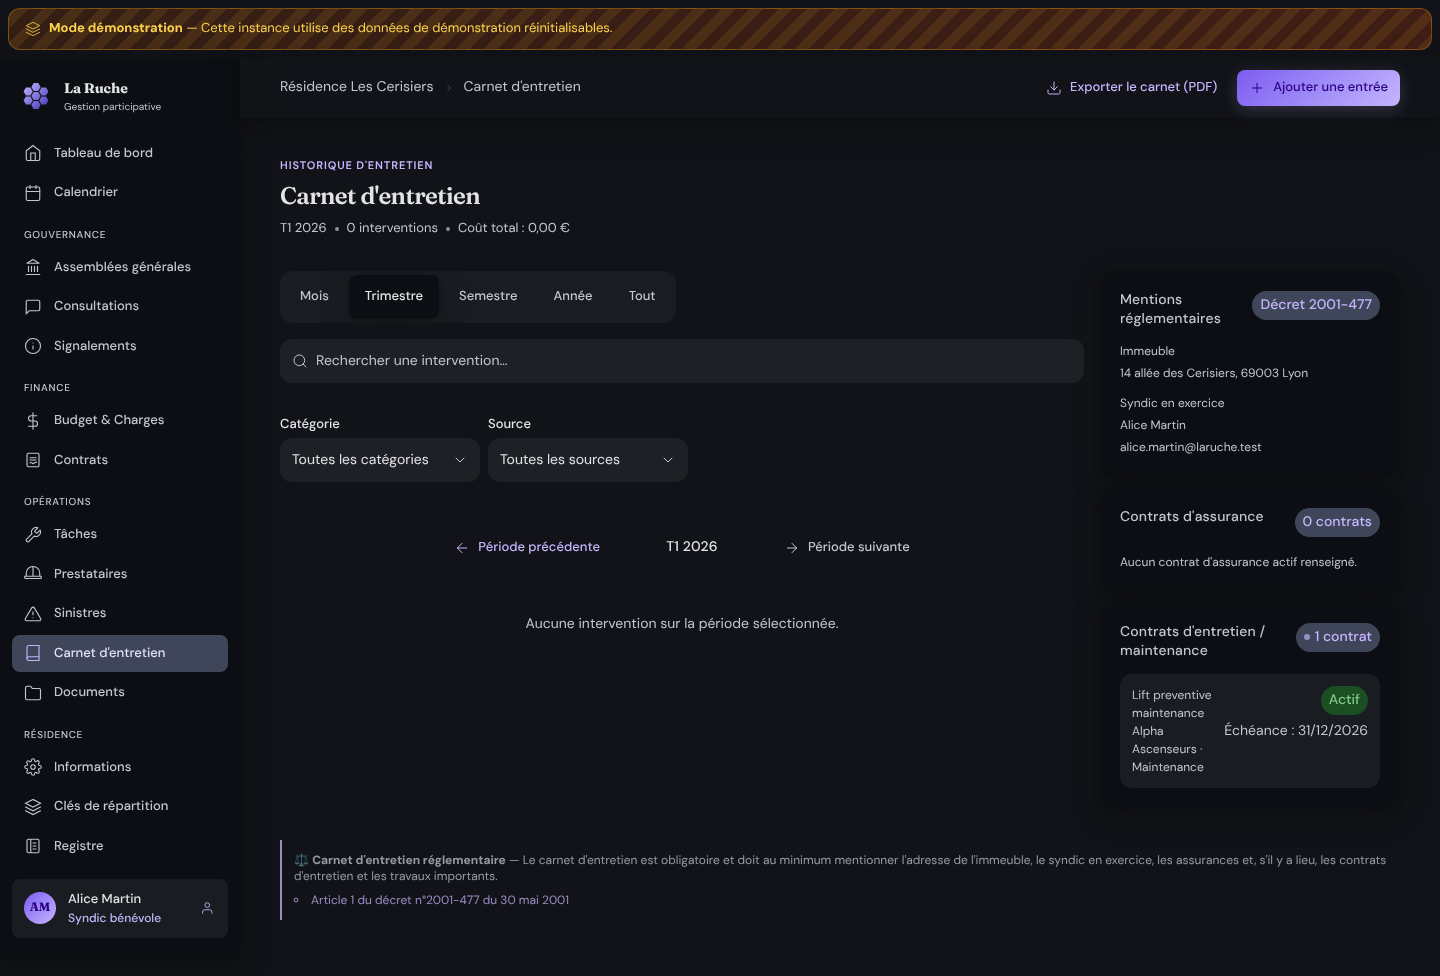 Mode démonstration — Cette instance utilise des données de démonstration réinitialisables.
La Ruche
Gestion participative
Tableau de bord
Calendrier
GOUVERNANCE
Assemblées générales
Consultations
Signalements
FINANCE
Budget & Charges
Contrats
OPÉRATIONS
Tâches
Prestataires
Sinistres
Carnet d'entretien
Documents
RÉSIDENCE
Informations
Clés de répartition
Registre
AM
Alice Martin
Syndic bénévole
Résidence Les Cerisiers > Carnet d'entretien
Exporter le carnet (PDF)
Ajouter une entrée
HISTORIQUE D'ENTRETIEN
Carnet d'entretien
T1 2026 • 0 interventions • Coût total : 0,00 €
Mois Trimestre Semestre Année Tout
Rechercher une intervention...
Catégorie
Toutes les catégories
Source
Toutes les sources
Période précédente
T1 2026
Période suivante
Aucune intervention sur la période sélectionnée.
Mentions
réglementaires
Décret 2001-477
Immeuble
14 allée des Cerisiers, 69003 Lyon
Syndic en exercice
Alice Martin
alice.martin@laruche.test
Contrats d'assurance
0 contrats
Aucun contrat d'assurance actif renseigné.
Contrats d'entretien /
maintenance
1 contrat
Lift preventive
maintenance
Alpha
Ascenseurs ·
Maintenance
Actif
Échéance : 31/12/2026
⚖️ Carnet d'entretien réglementaire — Le carnet d'entretien est obligatoire et doit au minimum mentionner l'adresse de l'immeuble, le syndic en exercice, les assurances et, s'il y a lieu, les contrats
d'entretien et les travaux importants.
Article 1 du décret n°2001-477 du 30 mai 2001